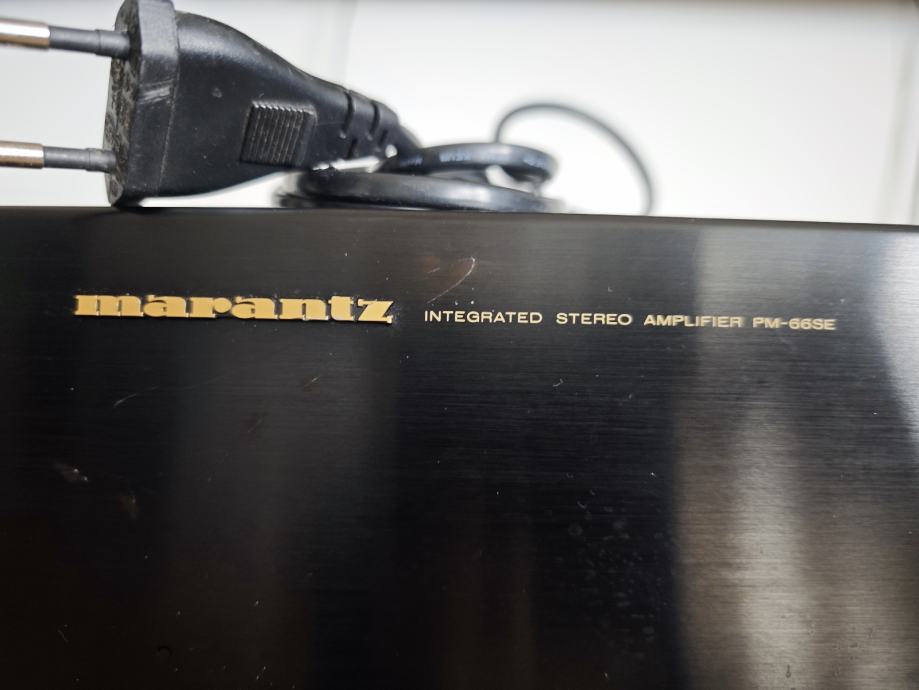 marantz INTEGRATED STEREO AMPLIFIER PM-66SE